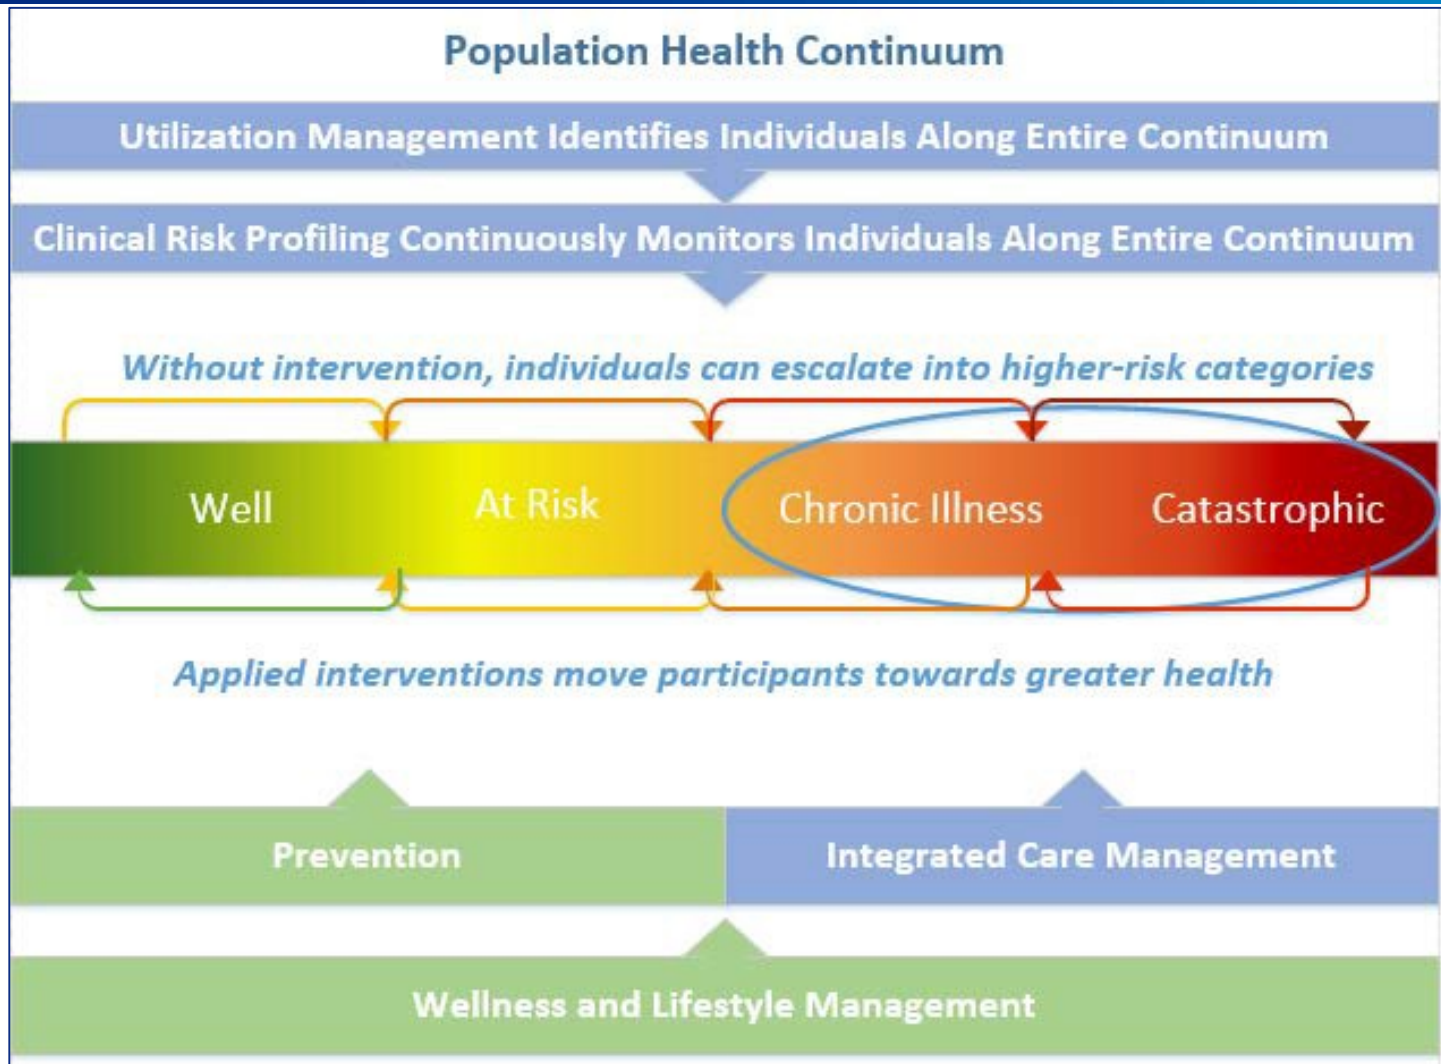 Population Health Continuum
Utilization Management Identifies Individuals Along Entire Continuum
Clinical Risk Profiling Continuously Monitors Individuals Along Entire Continuum
Without intervention, individuals can escalate into higher-risk categories
Well At Risk Chronic Illness Catastrophic
Applied interventions move participants towards greater health
Prevention Integrated Care Management
Wellness and Lifestyle Management